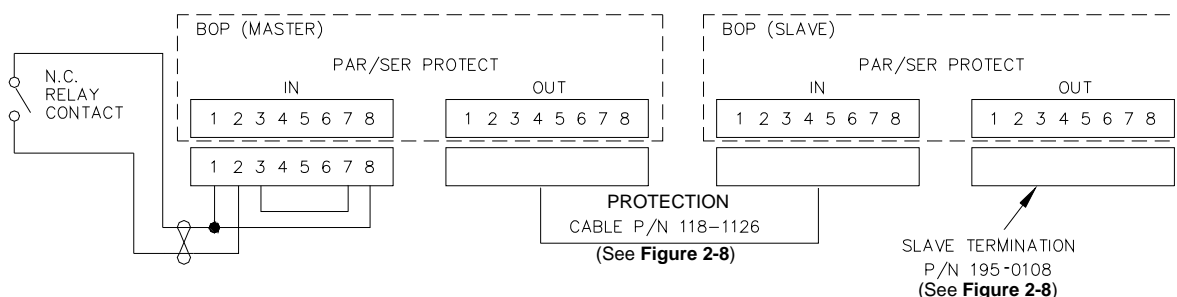 BOP (MASTER)
BOP (SLAVE)
PAR/SER PROTECT
PAR/SER PROTECT
N.C.
RELAY
CONTACT
IN
OUT
IN
OUT
1 2 3 4 5 6 7 8
1 2 3 4 5 6 7 8
1 2 3 4 5 6 7 8
1 2 3 4 5 6 7 8
1 2 3 4 5 6 7 8
PROTECTION
CABLE P/N 118-1126
(See Figure 2-8)
SLAVE TERMINATION
P/N 195-0108
(See Figure 2-8)